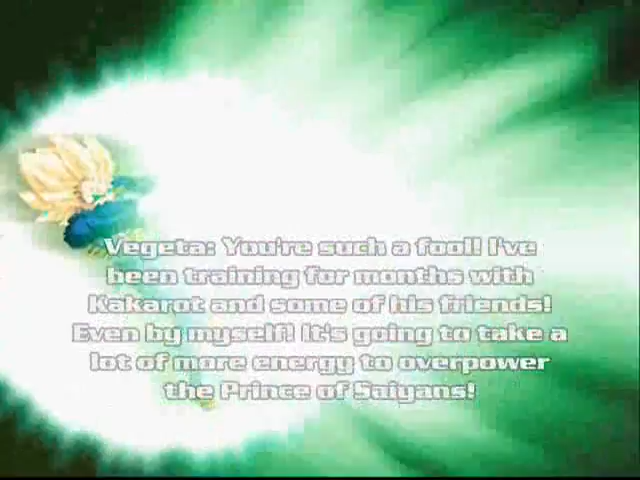 Vegeta: You're such a fool! I've
been training for months with
Kakarot and some of his friends!
Even by myself! It's going to take a
lot of more energy to overpower
the Prince of Saiyans!